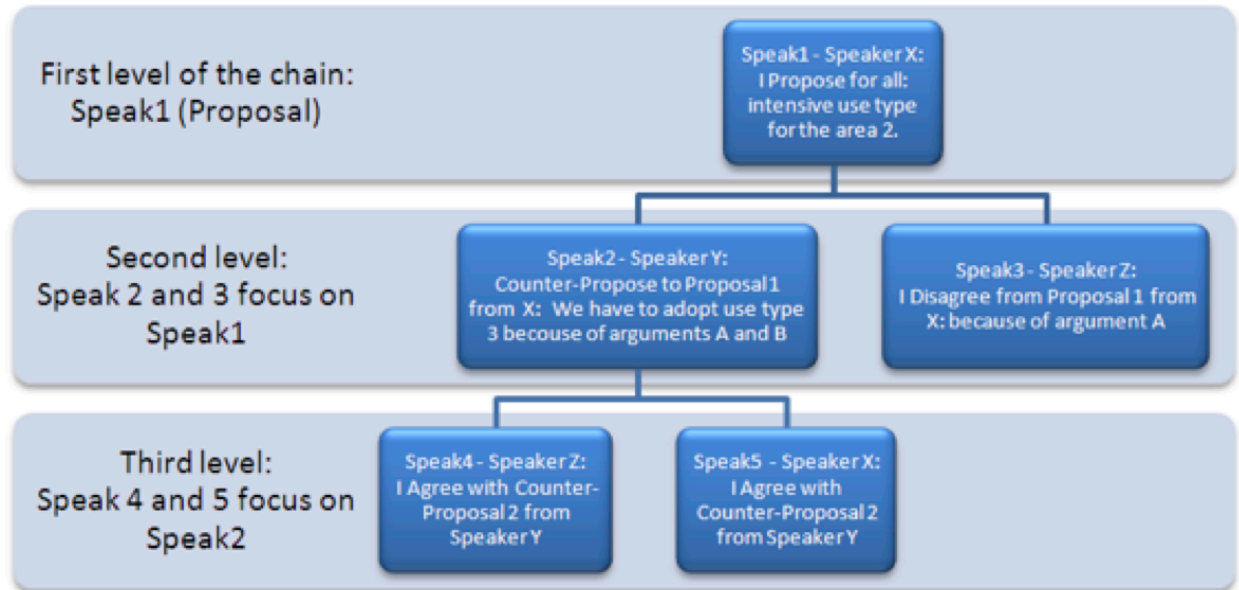 First level of the chain:
Speak1 (Proposal)
Speak1 - Speaker X:
I Propose for all:
intensive use type
for the area 2.
Second level:
Speak 2 and 3 focus on
Speak1
Speak2 - Speaker Y:
Counter-Propose to Proposal 1
from X: We have to adopt use type
3 becouse of arguments A and B
Speak3 - Speaker Z:
I Disagree from Proposal 1 from
X: because of argument A
Third level:
Speak 4 and 5 focus on
Speak2
Speak4 - Speaker Z:
I Agree with Counter-
Proposal 2 from
Speaker Y
Speak5 - Speaker X:
I Agree with
Counter-Proposal 2
from Speaker Y